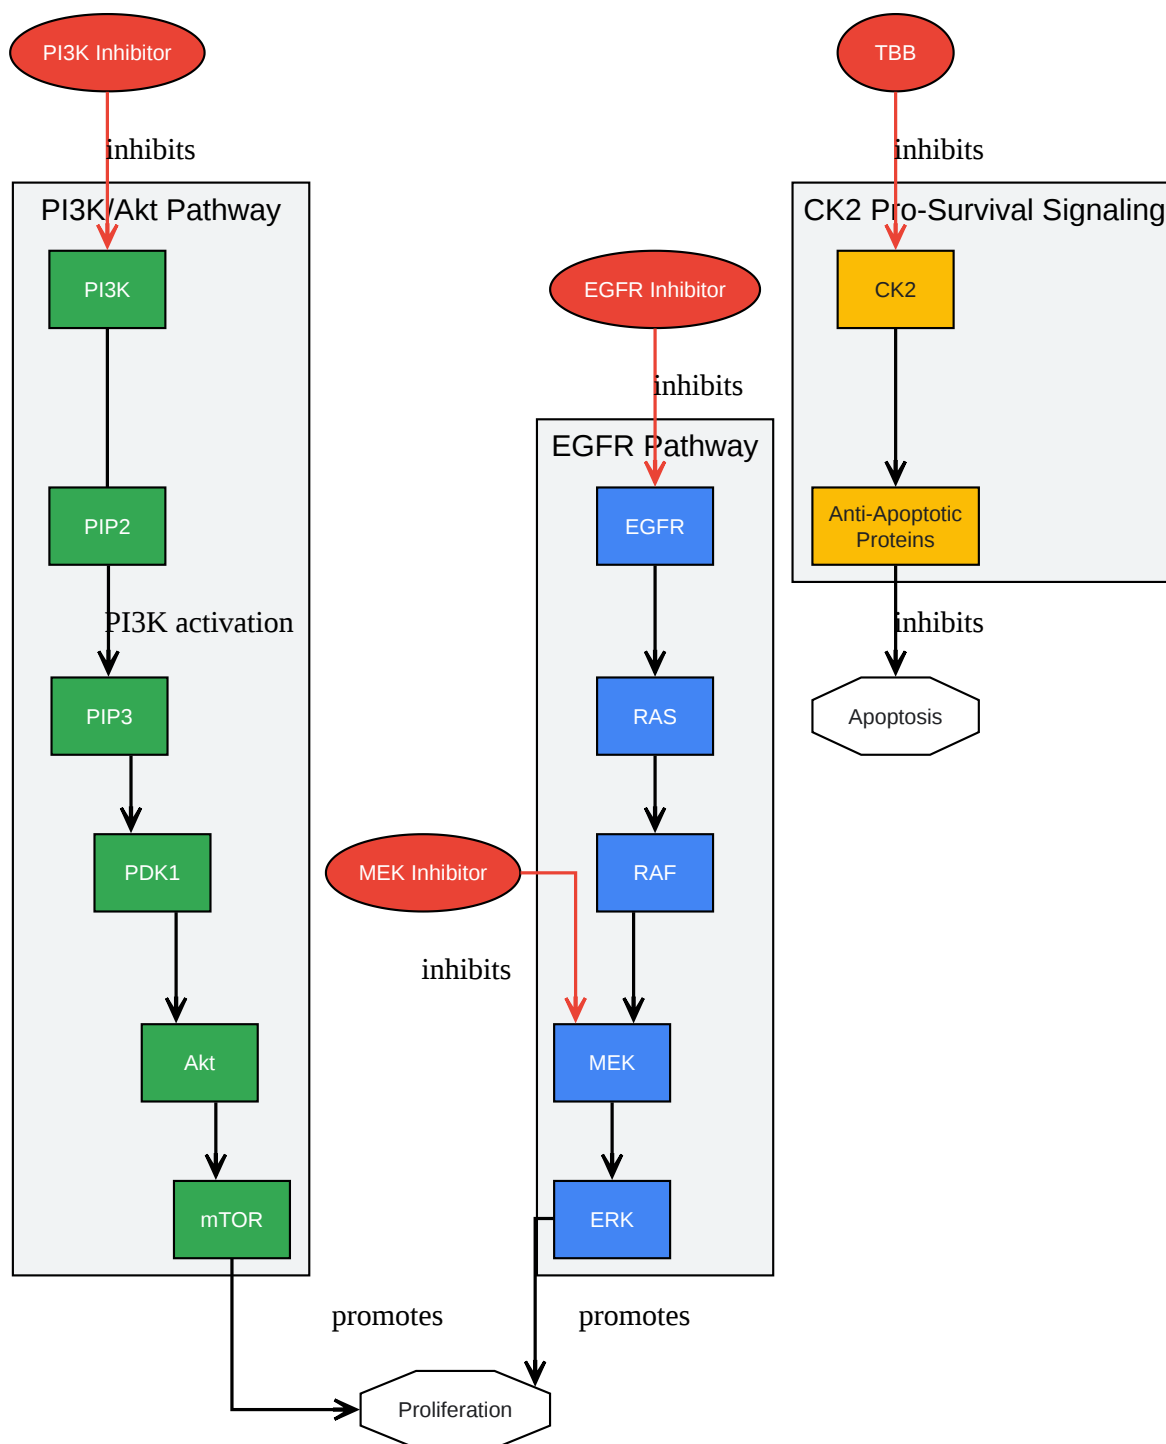 PI3K Inhibitor
TBB
inhibits
inhibits
PI3K/Akt Pathway
CK2 Pro-Survival Signaling
PI3K
EGFR Inhibitor
CK2
inhibits
EGFR Pathway
PIP2
EGFR
Anti-Apoptotic
Proteins
PI3K activation
inhibits
PIP3
RAS
Apoptosis
PDK1
MEK Inhibitor
RAF
inhibits
Akt
MEK
mTOR
ERK
promotes
promotes
Proliferation